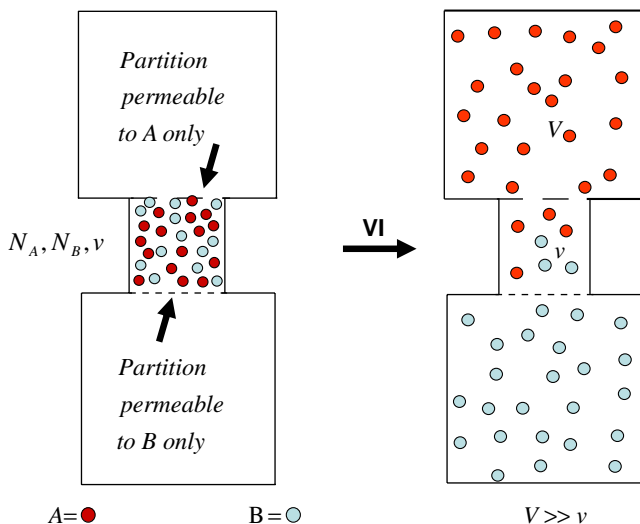 Partition
permeable
to A only
N_A, N_B, v
Partition
permeable
to B only
A=
B=
VI
V
v
V >> v